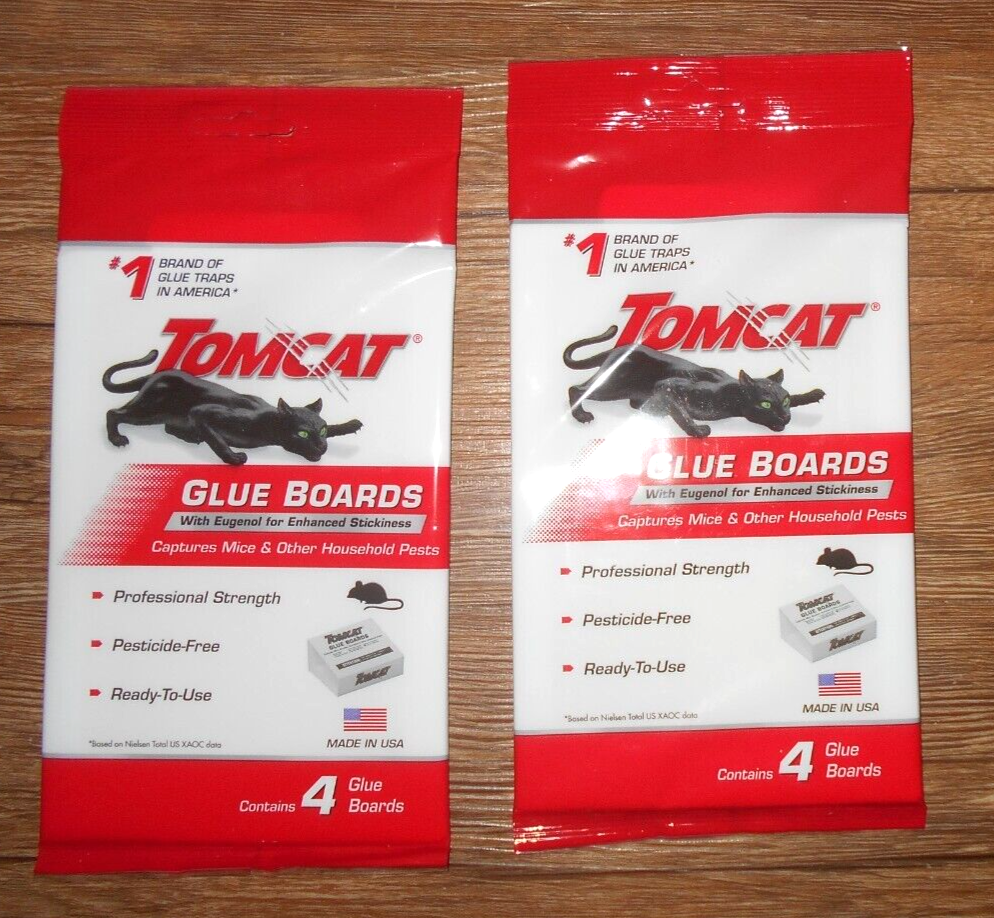 #1 BRAND OF
GLUE TRAPS
IN AMERICA*
TOMCAT®
GLUE BOARDS
With Eugenol for Enhanced Stickiness
Captures Mice & Other Household Pests
Professional Strength
Pesticide-Free
Ready-To-Use
TOMCAT
GLUE BOARDS
TOMCAT
*Based on Nielsen Total US XAOC data
MADE IN USA
Contains 4 Glue
Boards
#1 BRAND OF
GLUE TRAPS
IN AMERICA*
TOMCAT®
GLUE BOARDS
With Eugenol for Enhanced Stickiness
Captures Mice & Other Household Pests
Professional Strength
Pesticide-Free
Ready-To-Use
TOMCAT
GLUE BOARDS
TOMCAT
*Based on Nielsen Total US XAOC data
MADE IN USA
Contains 4 Glue
Boards